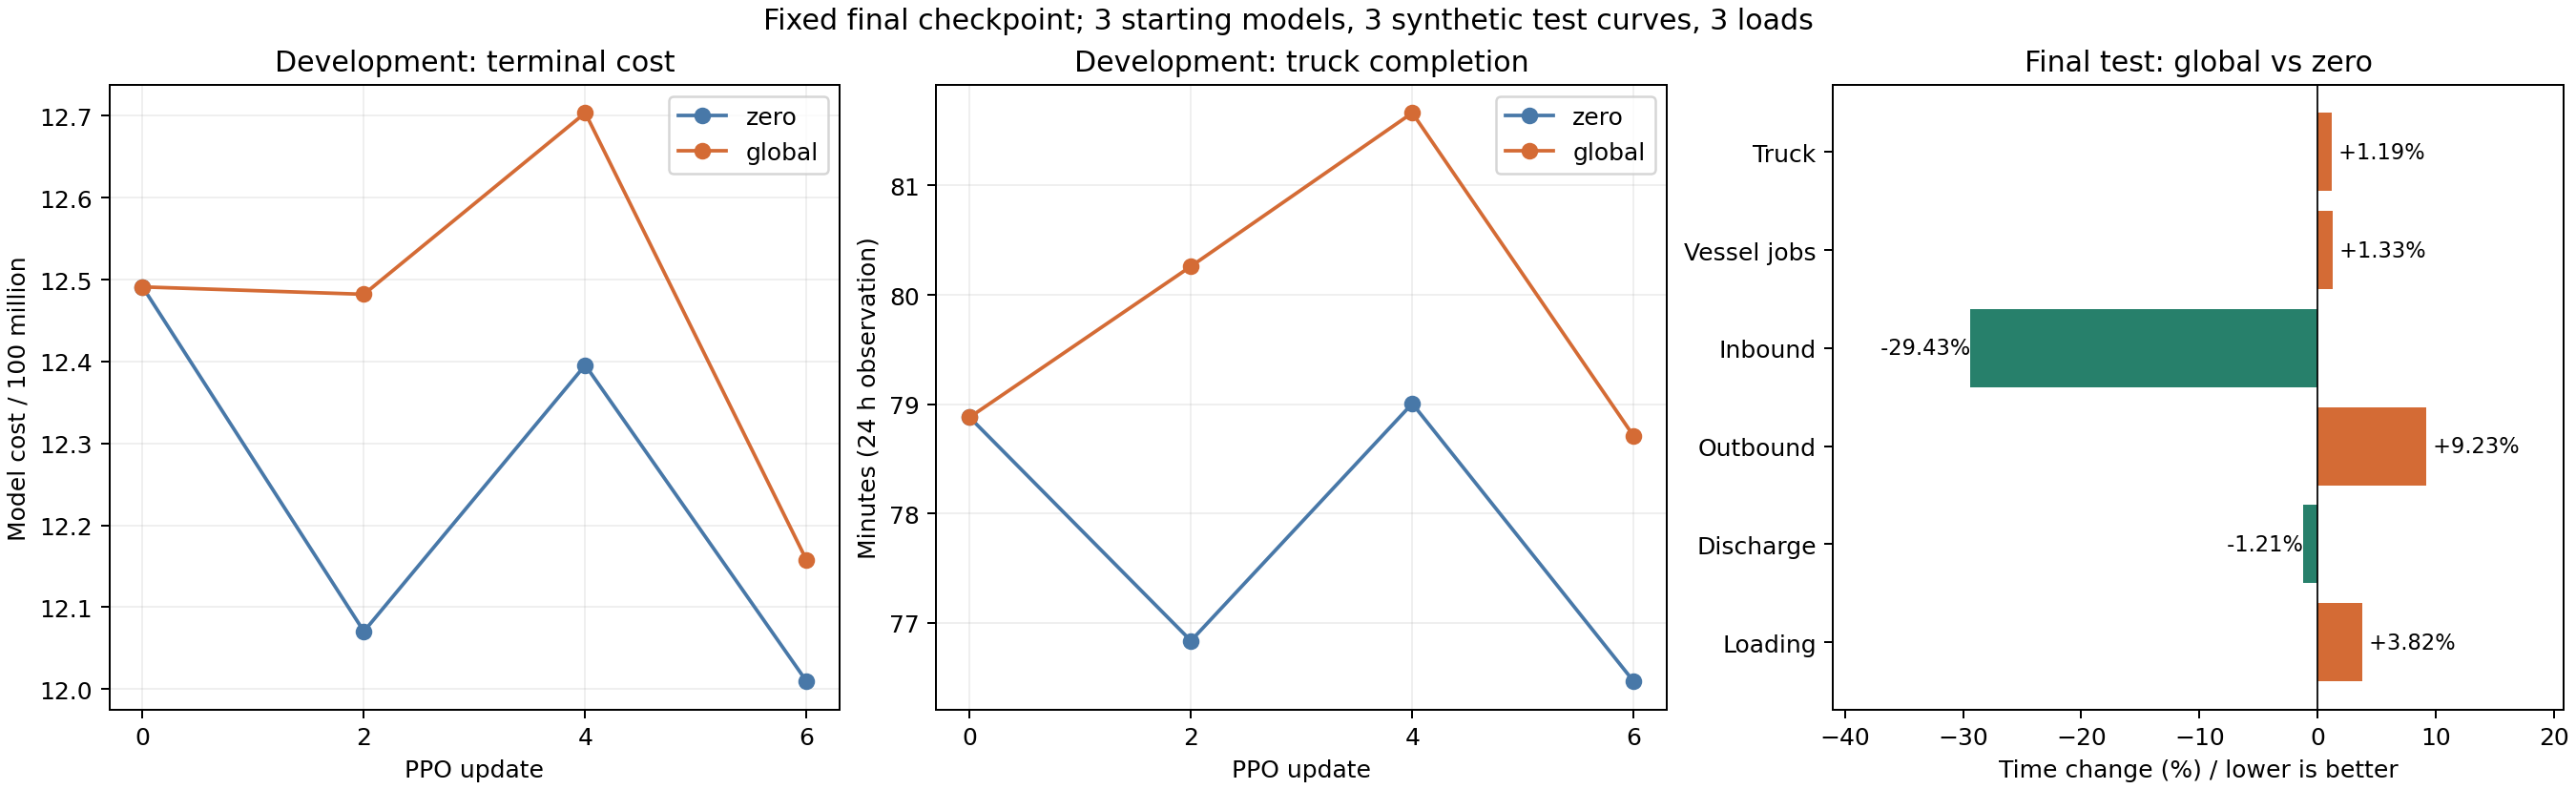 Fixed final checkpoint; 3 starting models, 3 synthetic test curves, 3 loads
Development: terminal cost
Model cost / 100 million
12.7
12.6
12.5
12.4
12.3
12.2
12.1
12.0
zero
global
0 2 4 6
PPO update
Development: truck completion
Minutes (24 h observation)
81
80
79
78
77
zero
global
0 2 4 6
PPO update
Final test: global vs zero
Truck +1.19%
Vessel jobs +1.33%
Inbound -29.43%
Outbound +9.23%
Discharge -1.21%
Loading +3.82%
−40 −30 −20 −10 0 10 20
Time change (%) / lower is better